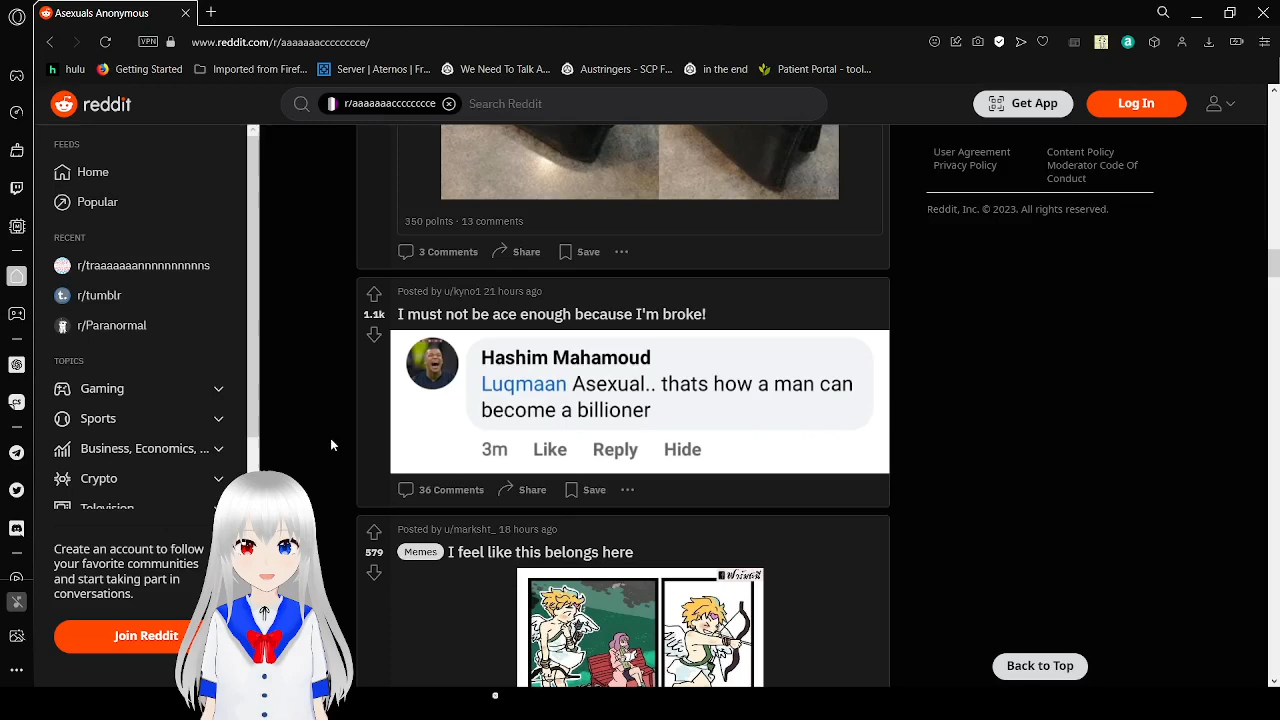 Asexuals Anonymous
VPN
www.reddit.com/r/aaaaaaacccccccce/
h hulu
Getting Started
Imported from Firef...
Server | Aternos | Fr...
We Need To Talk A...
Austringers - SCP F...
in the end
Patient Portal - tool...
reddit
r/aaaaaaacccccccce
Search Reddit
Get App
Log In
FEEDS
Home
Popular
RECENT
r/traaaaaaannnnnnnnnns
r/tumblr
r/Paranormal
TOPICS
Gaming
Sports
Business, Economics, ...
Crypto
Television
Create an account to follow
your favorite communities
and start taking part in
conversations.
Join Reddit
350 points · 13 comments
3 Comments
Share
Save
Posted by u/kyno1 21 hours ago
1.1k
I must not be ace enough because I'm broke!
Hashim Mahamoud
Luqmaan Asexual.. thats how a man can
become a billioner
3m Like Reply Hide
36 Comments
Share
Save
Posted by u/marksht_ 18 hours ago
579
Memes I feel like this belongs here
User Agreement
Privacy Policy
Content Policy
Moderator Code Of
Conduct
Reddit, Inc. © 2023. All rights reserved.
Back to Top